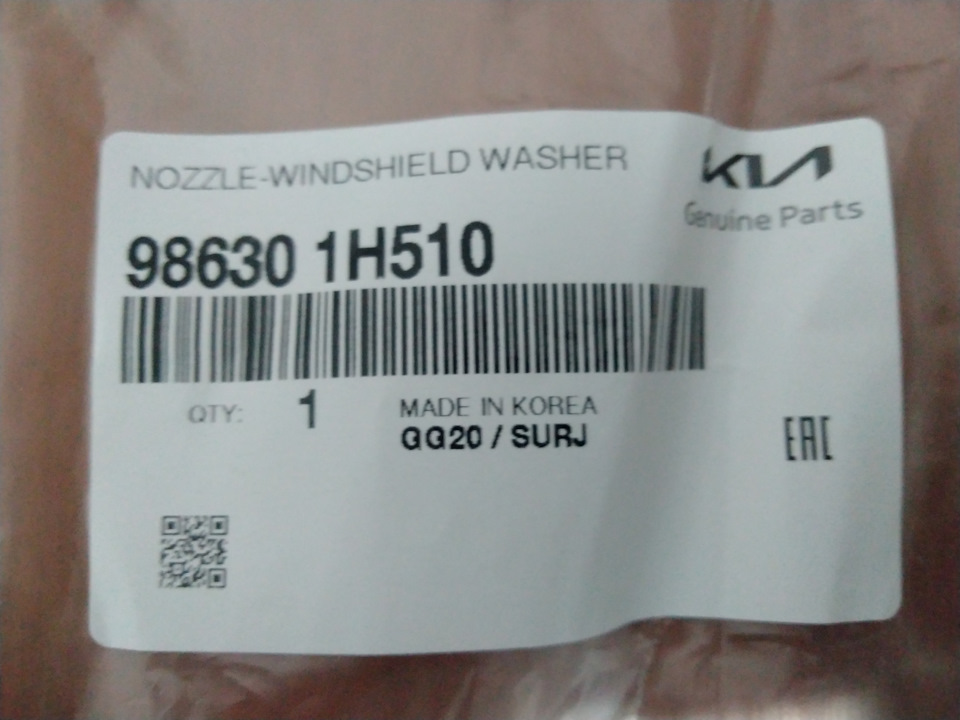 NOZZLE-WINDSHIELD WASHER
KIA
Genuine Parts
98630 1H510
QTY: 1
MADE IN KOREA
GG20 / SURJ
EAC